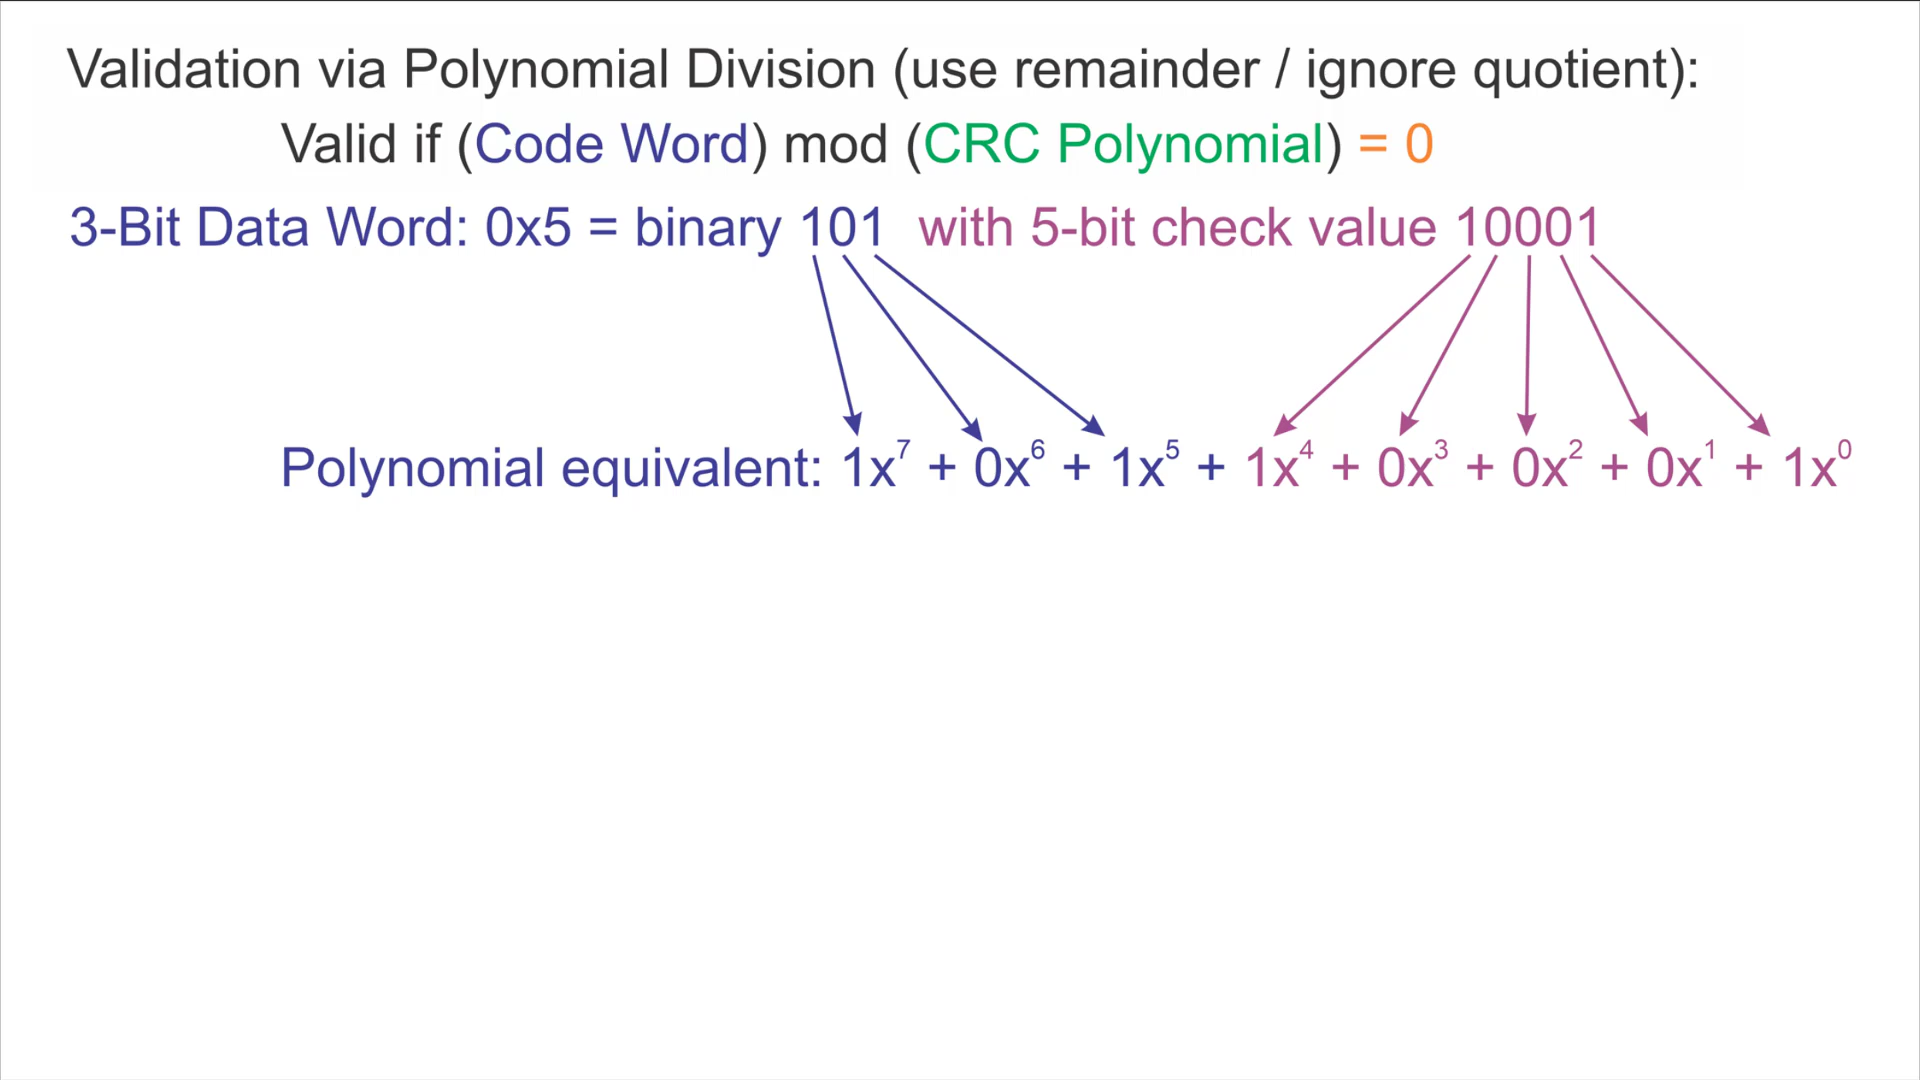 Validation via Polynomial Division (use remainder / ignore quotient):
Valid if (Code Word) mod (CRC Polynomial) = 0
3-Bit Data Word: 0x5 = binary 101 with 5-bit check value 10001
Polynomial equivalent: 1x⁷ + 0x⁶ + 1x⁵ + 1x⁴ + 0x³ + 0x² + 0x¹ + 1x⁰